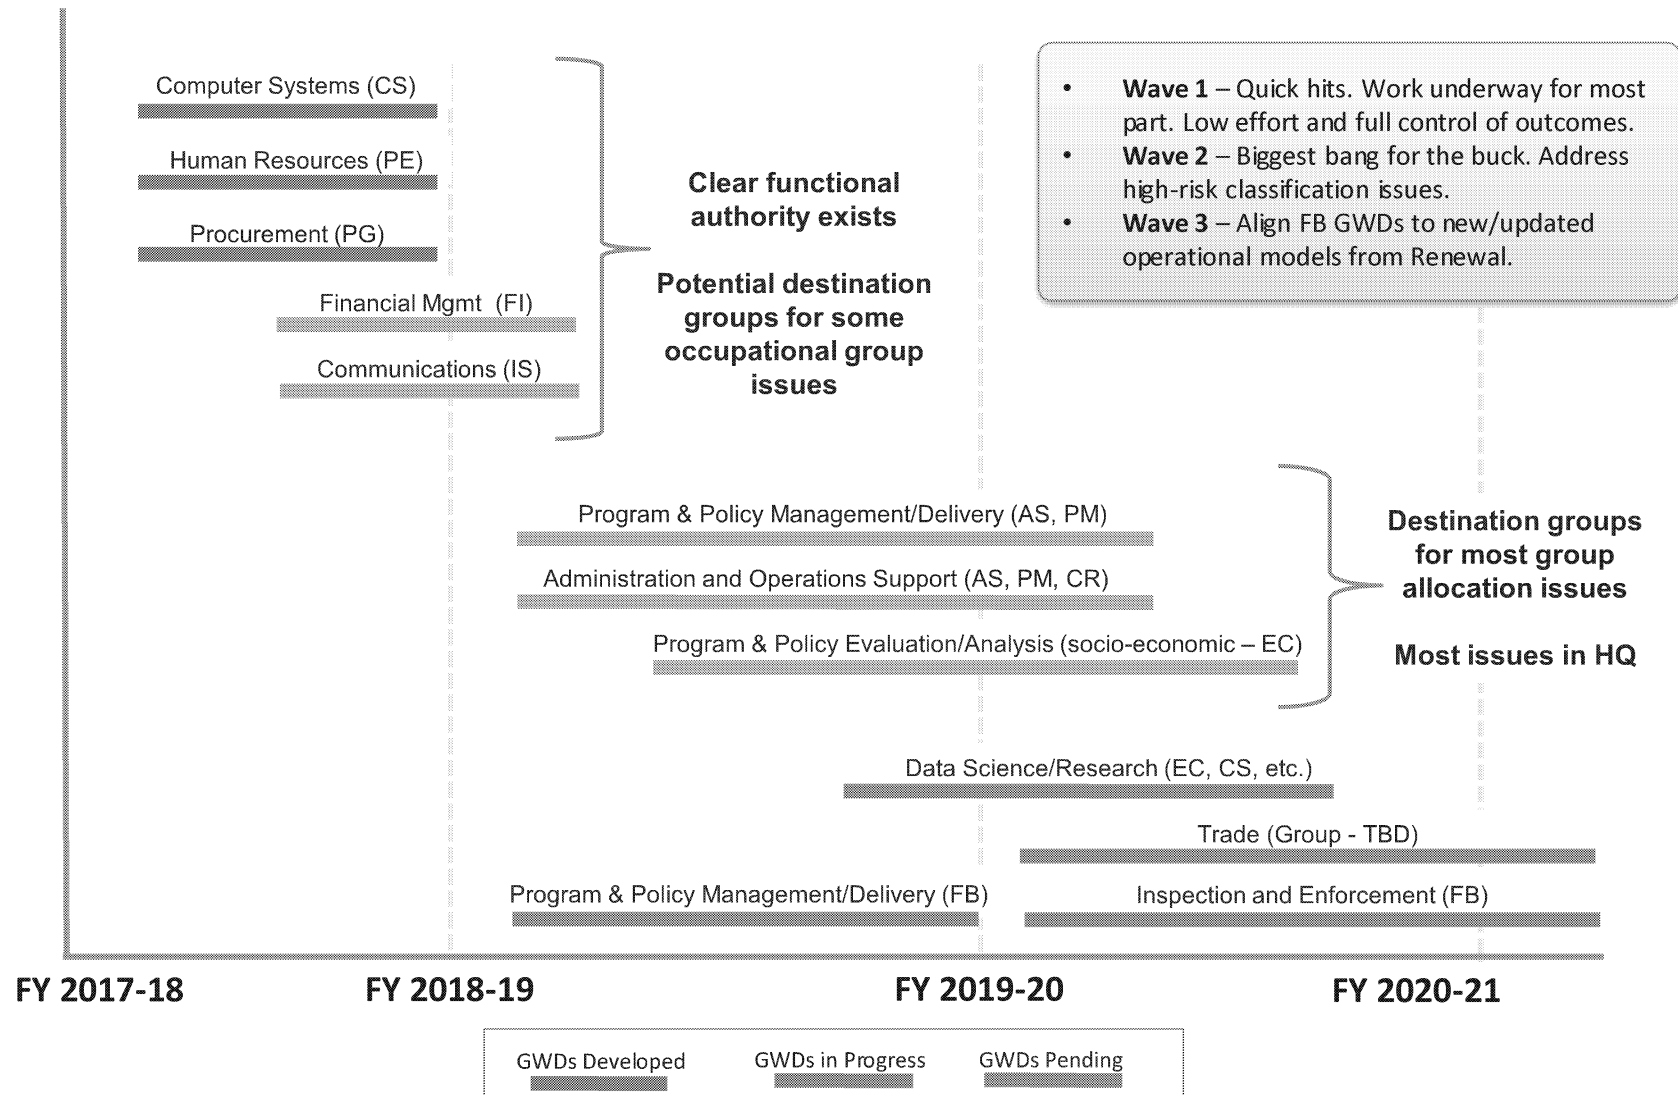 Computer Systems (CS)
Human Resources (PE)
Procurement (PG)
Financial Mgmt (FI)
Communications (IS)
Clear functional
authority exists
Potential destination
groups for some
occupational group
issues
• Wave 1 – Quick hits. Work underway for most
part. Low effort and full control of outcomes.
• Wave 2 – Biggest bang for the buck. Address
high-risk classification issues.
• Wave 3 – Align FB GWDs to new/updated
operational models from Renewal.
Program & Policy Management/Delivery (AS, PM)
Administration and Operations Support (AS, PM, CR)
Program & Policy Evaluation/Analysis (socio-economic – EC)
Destination groups
for most group
allocation issues
Most issues in HQ
Data Science/Research (EC, CS, etc.)
Trade (Group - TBD)
Program & Policy Management/Delivery (FB)
Inspection and Enforcement (FB)
FY 2017-18
FY 2018-19
FY 2019-20
FY 2020-21
GWDs Developed
GWDs in Progress
GWDs Pending